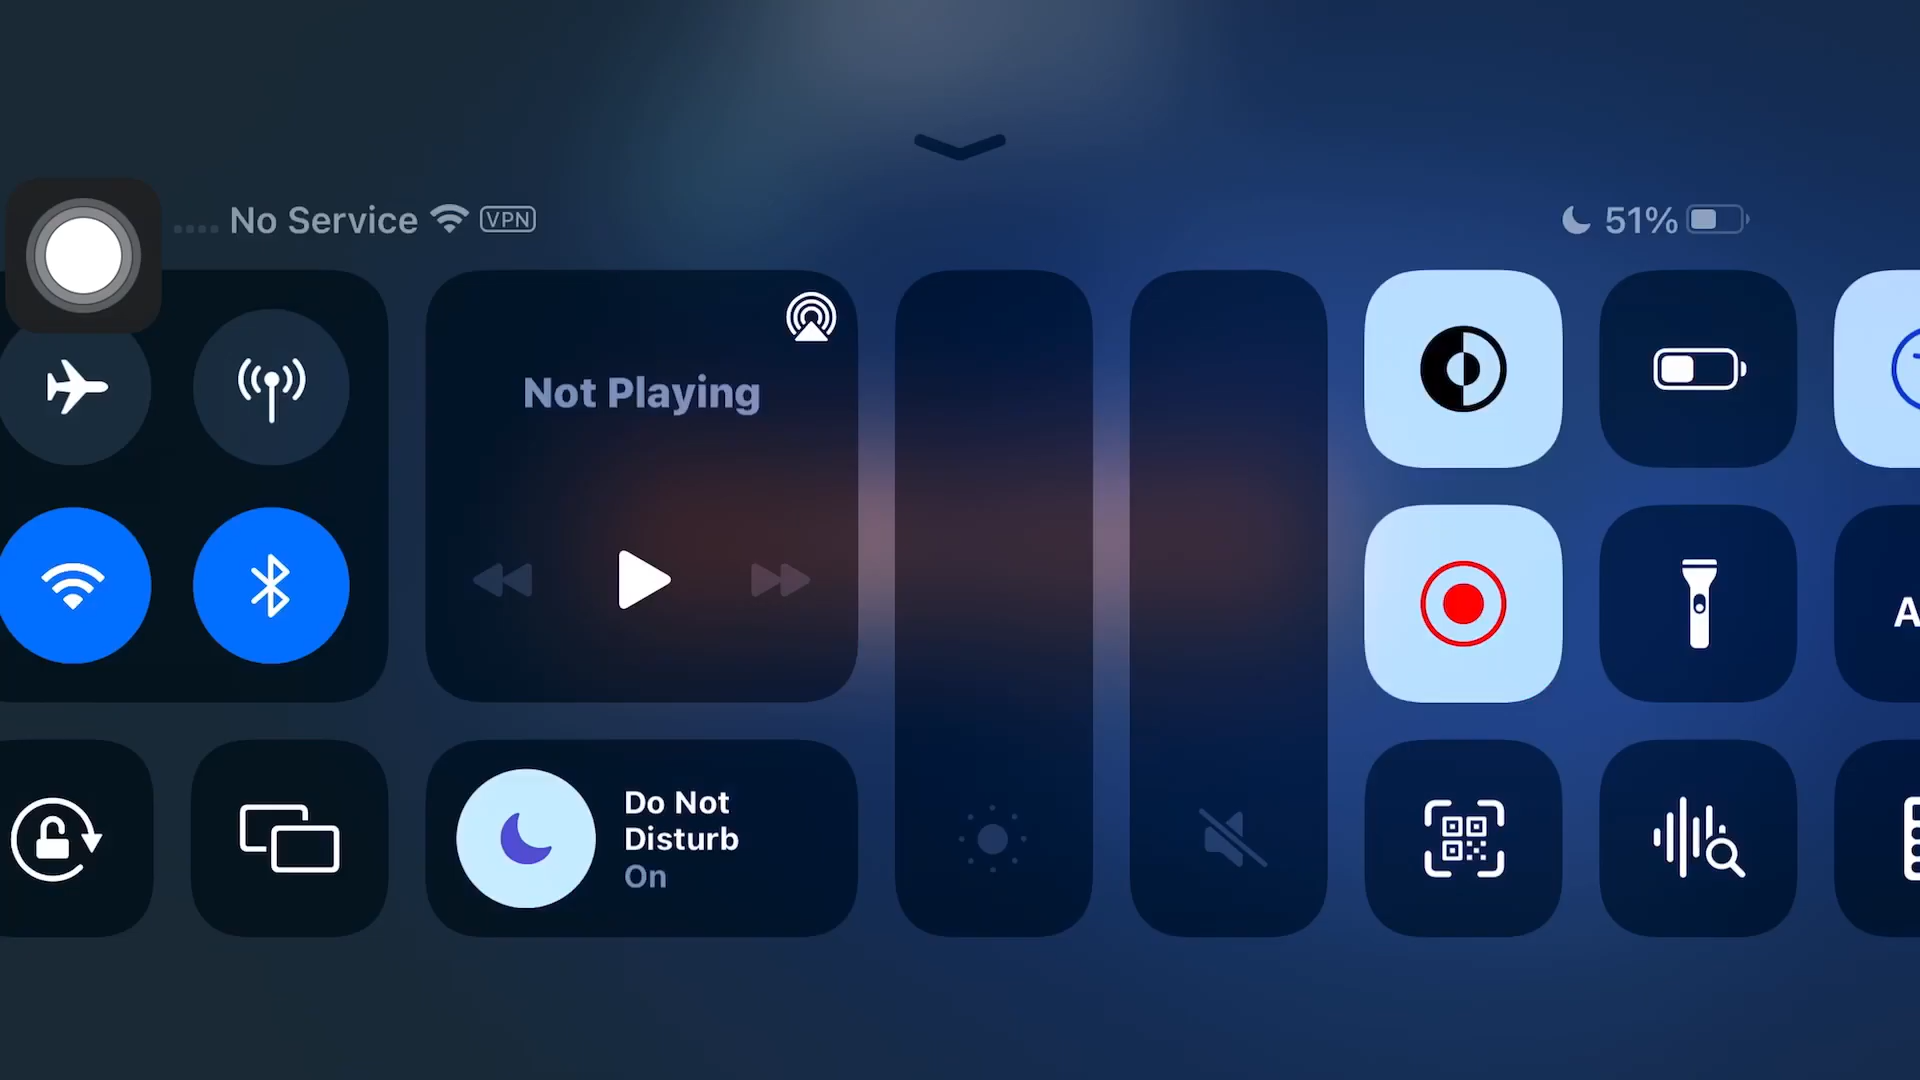 No Service VPN
51%
Not Playing
Do Not
Disturb
On
A